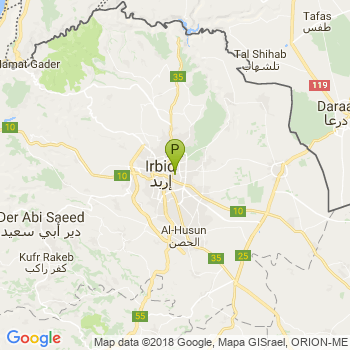 Tafas
طفس
Tal Shihab
تلشهاب
amat Gader
35
119
Daraa
درعا
10
P
Irbid
إربد
10
Der Abi Saeed
دير أبي سعيد
10
Al-Husun
الحصن
Kufr Rakeb
كفر راكب
35
25
55
Google
Map data ©2018 Google, Mapa GISrael, ORION-ME